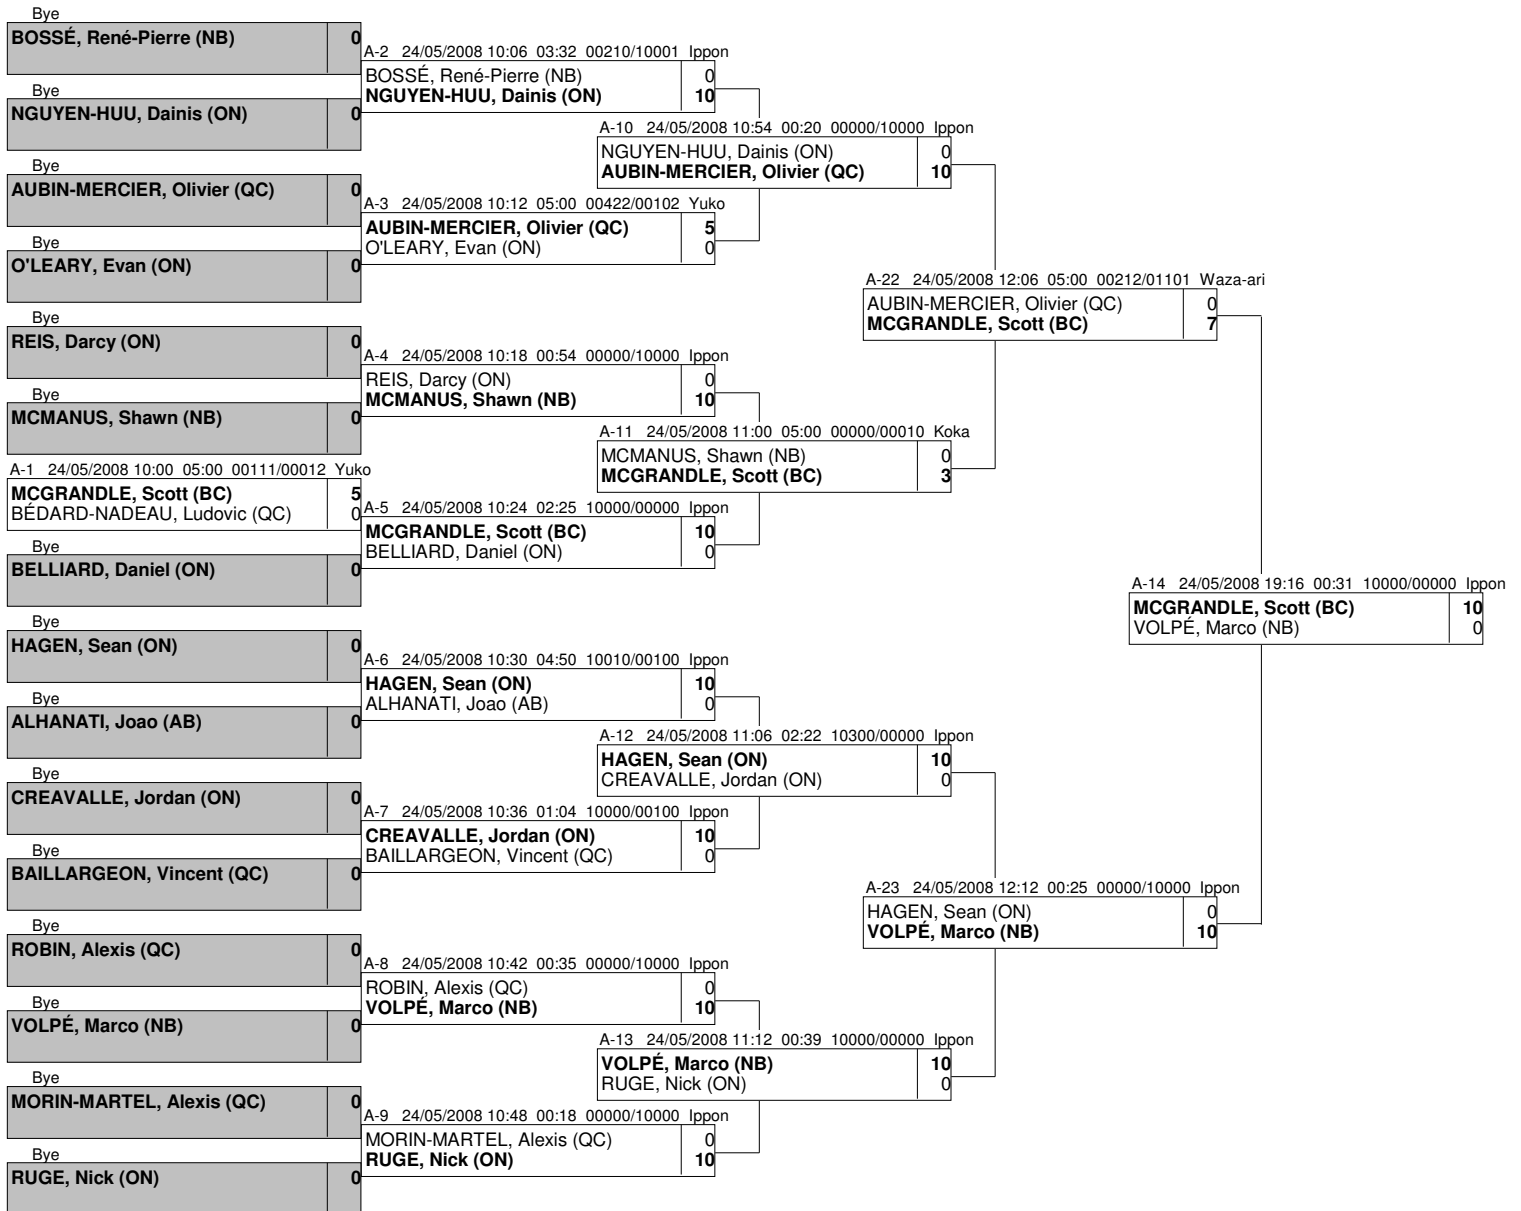 Bye
BOSSÉ, René-Pierre (NB) 0
Bye
NGUYEN-HUU, Dainis (ON) 0
Bye
AUBIN-MERCIER, Olivier (QC) 0
Bye
O'LEARY, Evan (ON) 0
Bye
REIS, Darcy (ON) 0
Bye
MCMANUS, Shawn (NB) 0
A-1 24/05/2008 10:00 05:00 00111/00012 Yuko
MCGRANDLE, Scott (BC) 5
BÉDARD-NADEAU, Ludovic (QC) 0
Bye
BELLIARD, Daniel (ON) 0
Bye
HAGEN, Sean (ON) 0
Bye
ALHANATI, Joao (AB) 0
Bye
CREAVALLE, Jordan (ON) 0
Bye
BAILLARGEON, Vincent (QC) 0
Bye
ROBIN, Alexis (QC) 0
Bye
VOLPÉ, Marco (NB) 0
Bye
MORIN-MARTEL, Alexis (QC) 0
Bye
RUGE, Nick (ON) 0
A-2 24/05/2008 10:06 03:32 00210/10001 Ippon
BOSSÉ, René-Pierre (NB) 0
NGUYEN-HUU, Dainis (ON) 10
A-3 24/05/2008 10:12 05:00 00422/00102 Yuko
AUBIN-MERCIER, Olivier (QC) 5
O'LEARY, Evan (ON) 0
A-4 24/05/2008 10:18 00:54 00000/10000 Ippon
REIS, Darcy (ON) 0
MCMANUS, Shawn (NB) 10
A-5 24/05/2008 10:24 02:25 10000/00000 Ippon
MCGRANDLE, Scott (BC) 10
BELLIARD, Daniel (ON) 0
A-6 24/05/2008 10:30 04:50 10010/00100 Ippon
HAGEN, Sean (ON) 10
ALHANATI, Joao (AB) 0
A-7 24/05/2008 10:36 01:04 10000/00100 Ippon
CREAVALLE, Jordan (ON) 10
BAILLARGEON, Vincent (QC) 0
A-8 24/05/2008 10:42 00:35 00000/10000 Ippon
ROBIN, Alexis (QC) 0
VOLPÉ, Marco (NB) 10
A-9 24/05/2008 10:48 00:18 00000/10000 Ippon
MORIN-MARTEL, Alexis (QC) 0
RUGE, Nick (ON) 10
A-10 24/05/2008 10:54 00:20 00000/10000 Ippon
NGUYEN-HUU, Dainis (ON) 0
AUBIN-MERCIER, Olivier (QC) 10
A-11 24/05/2008 11:00 05:00 00000/00010 Koka
MCMANUS, Shawn (NB) 0
MCGRANDLE, Scott (BC) 3
A-12 24/05/2008 11:06 02:22 10300/00000 Ippon
HAGEN, Sean (ON) 10
CREAVALLE, Jordan (ON) 0
A-13 24/05/2008 11:12 00:39 10000/00000 Ippon
VOLPÉ, Marco (NB) 10
RUGE, Nick (ON) 0
A-22 24/05/2008 12:06 05:00 00212/01101 Waza-ari
AUBIN-MERCIER, Olivier (QC) 0
MCGRANDLE, Scott (BC) 7
A-23 24/05/2008 12:12 00:25 00000/10000 Ippon
HAGEN, Sean (ON) 0
VOLPÉ, Marco (NB) 10
A-14 24/05/2008 19:16 00:31 10000/00000 Ippon
MCGRANDLE, Scott (BC) 10
VOLPÉ, Marco (NB) 0